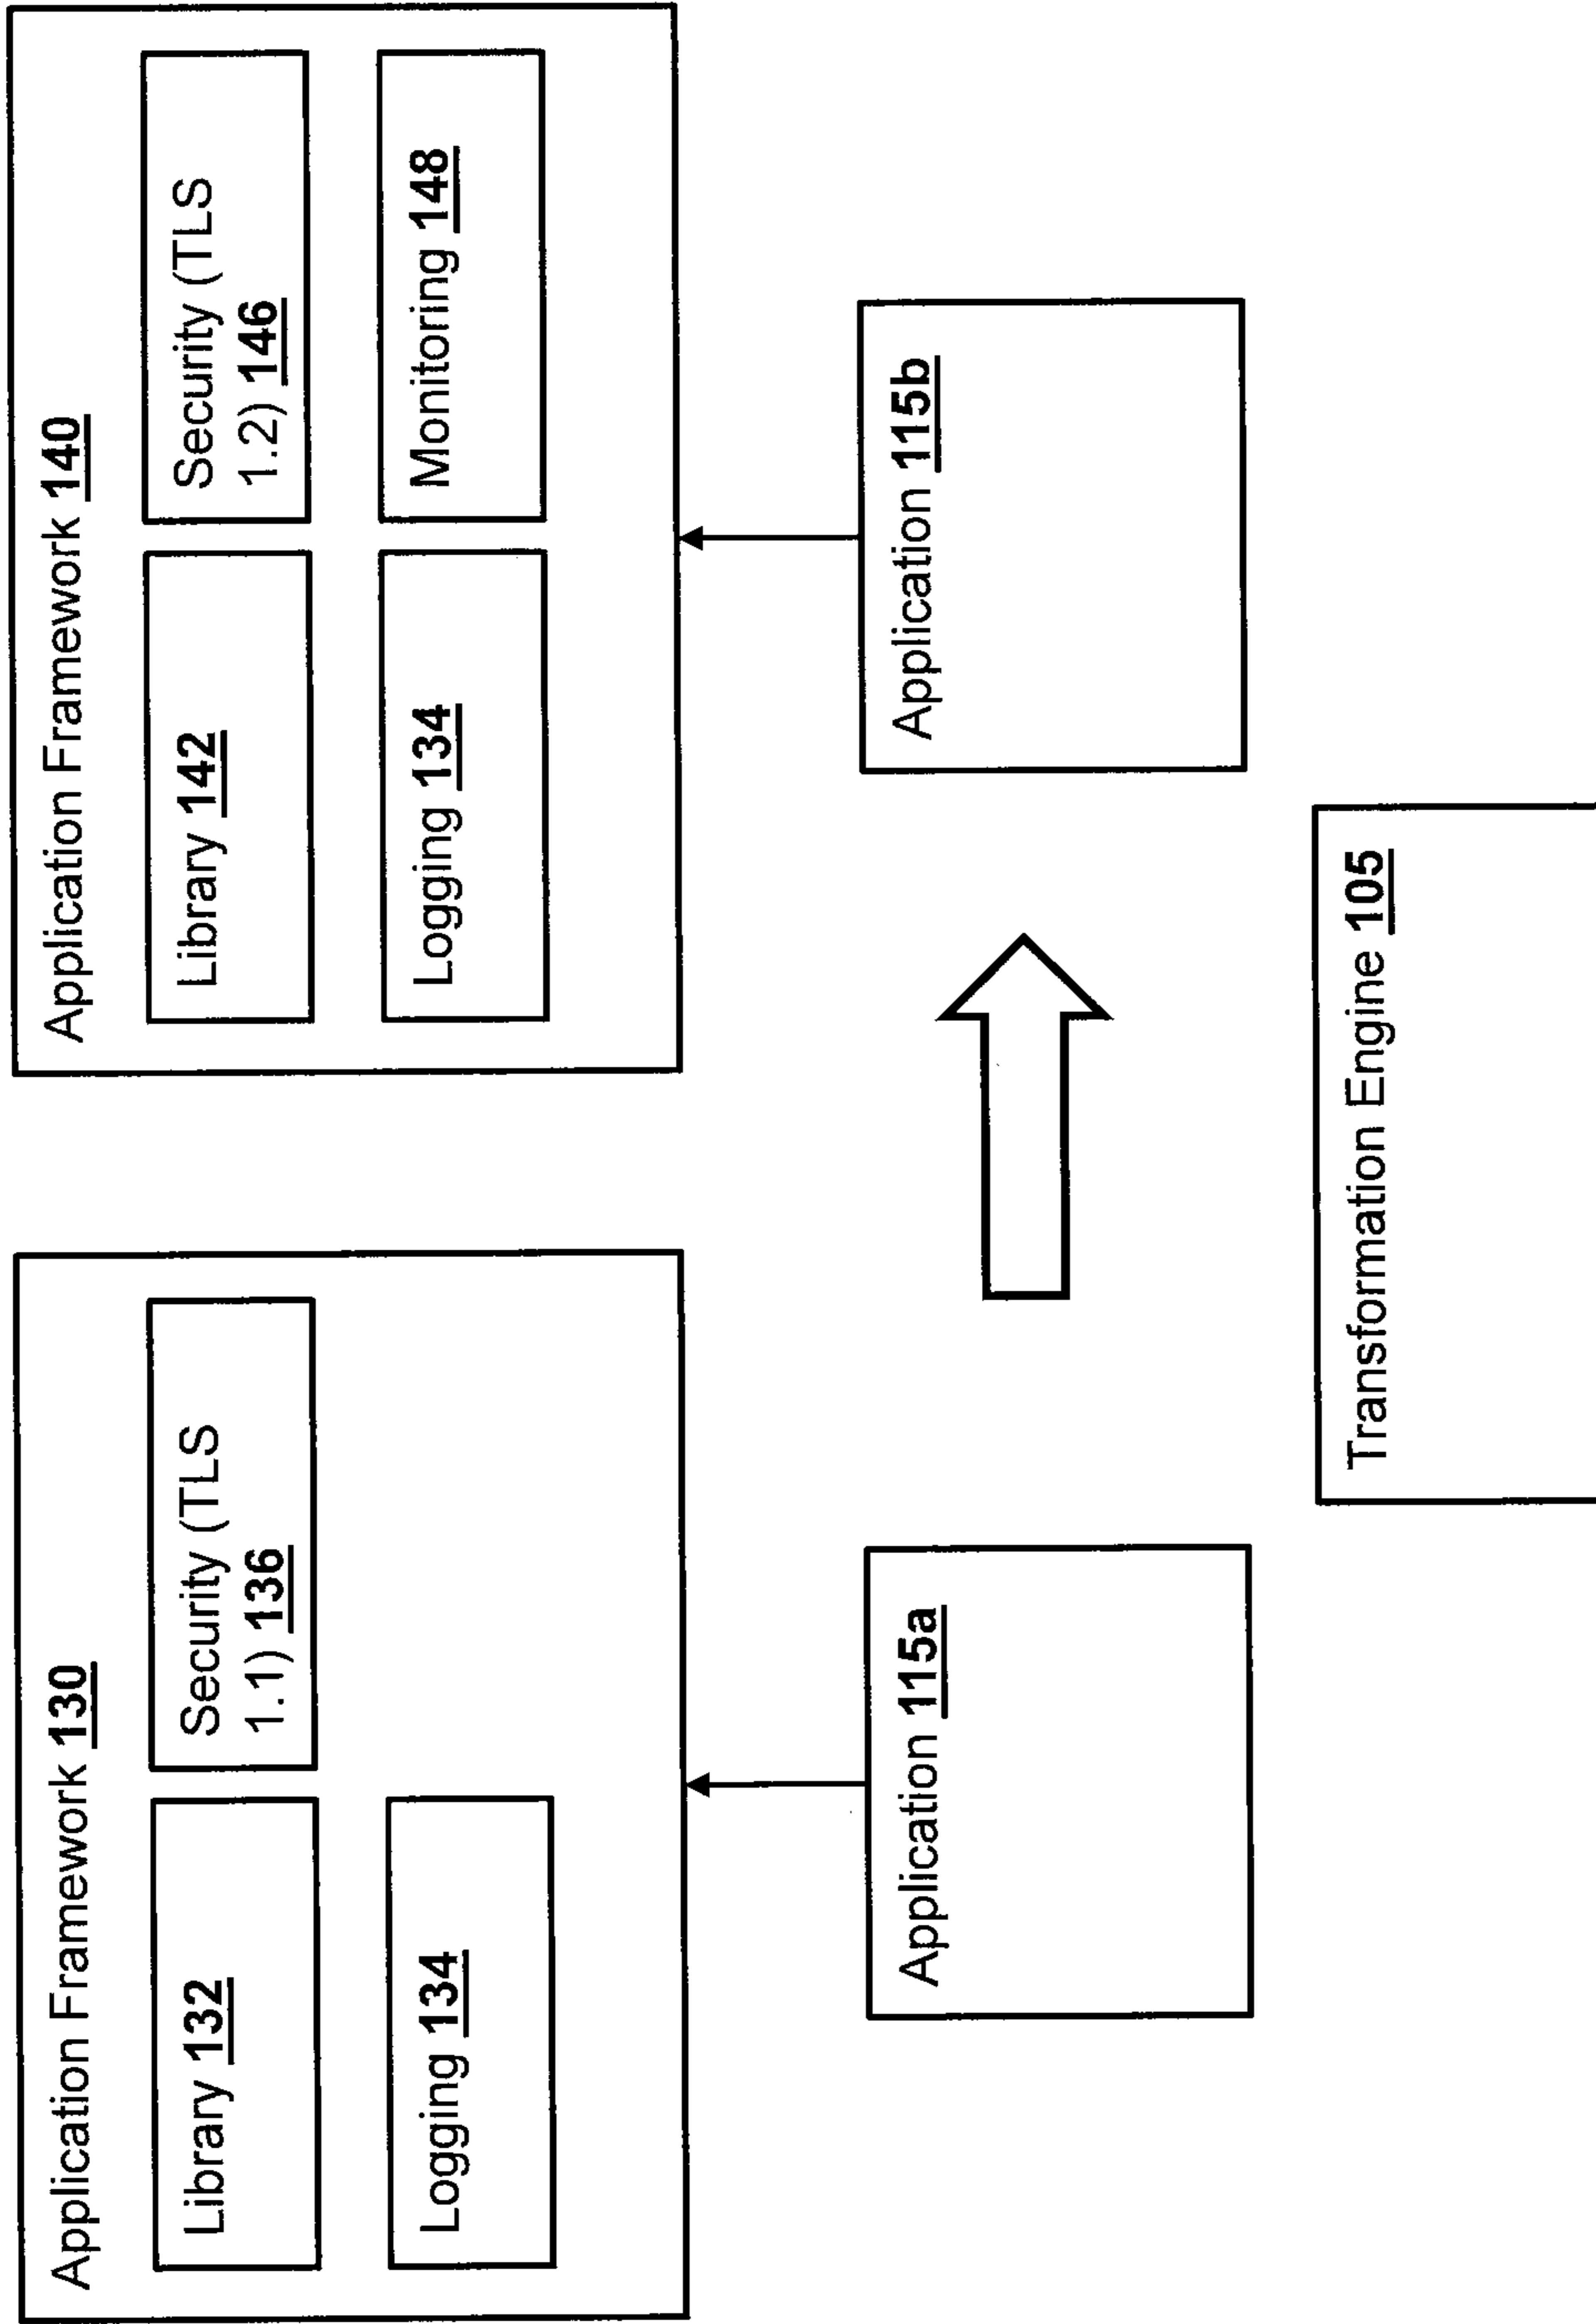 Application Framework 130
Library 132
Security (TLS
1.1) 136
Logging 134
Application 115a
Application Framework 140
Library 142
Security (TLS
1.2) 146
Logging 134
Monitoring 148
Application 115b
Transformation Engine 105